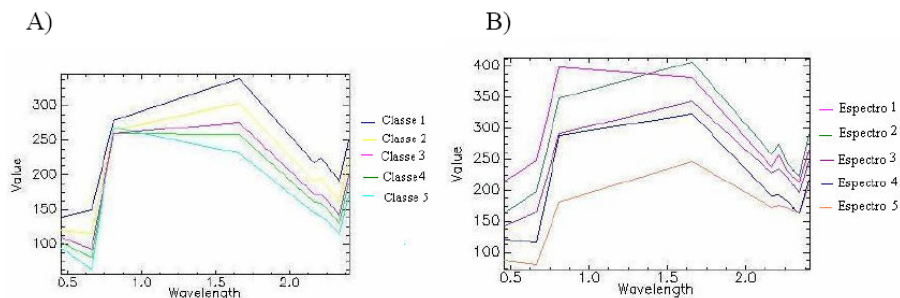 A)
300
250
200
150
100
Value
0.5
1.0
1.5
2.0
Wavelength
Classe 1
Classe 2
Classe 3
Classe4
Classe 5
B)
400
350
300
250
200
150
100
Value
0.5
1.0
1.5
2.0
Wavelength
Espectro 1
Espectro 2
Espectro 3
Espectro 4
Espectro 5